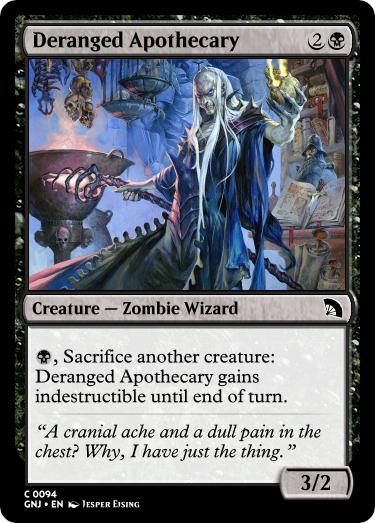 Deranged Apothecary 2
Creature — Zombie Wizard
, Sacrifice another creature:
Deranged Apothecary gains
indestructible until end of turn.
“A cranial ache and a dull pain in the
chest? Why, I have just the thing.”
3/2
C 0094
GNJ • EN Jesper Ejsing